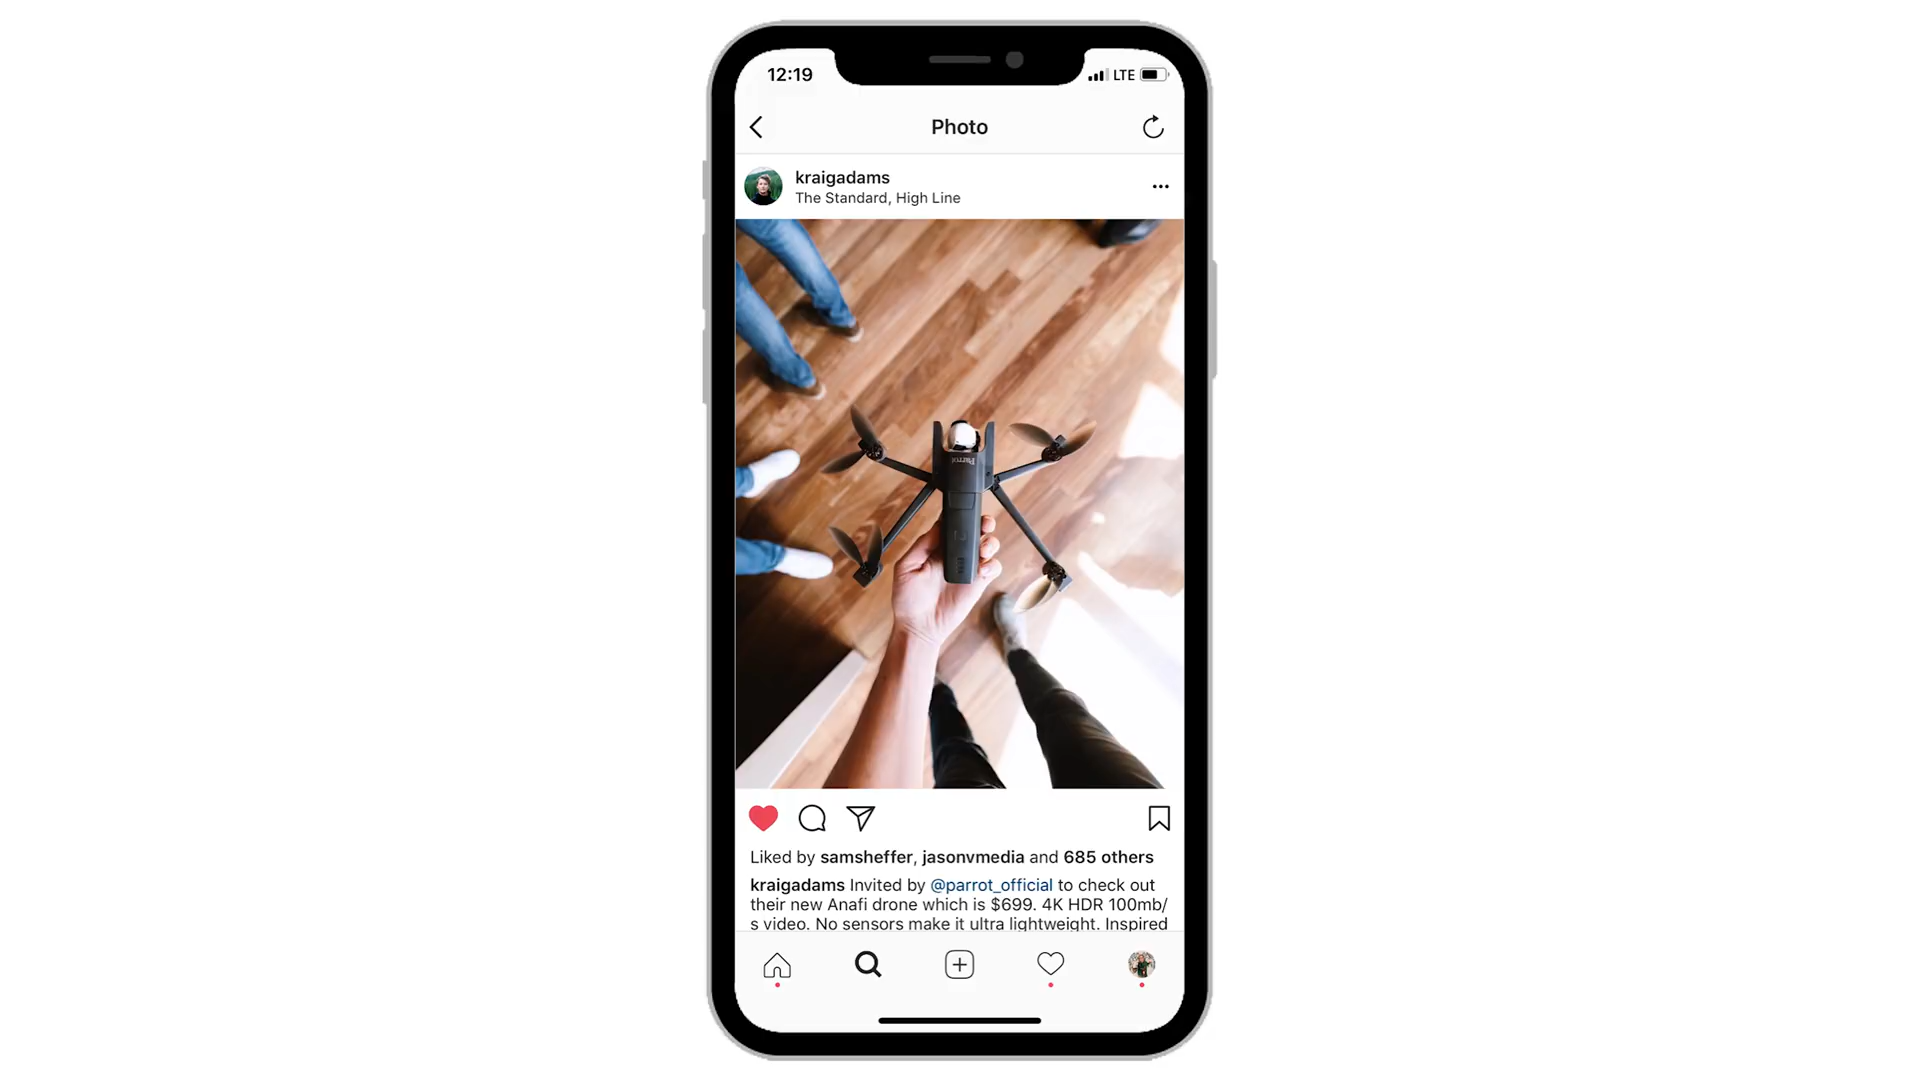 12:19
LTE
Photo
kraigadams
The Standard, High Line
Parrot
Liked by samsheffer, jasonvmedia and 685 others
kraigadams Invited by @parrot_official to check out
their new Anafi drone which is $699. 4K HDR 100mb/
s video. No sensors make it ultra lightweight. Inspired